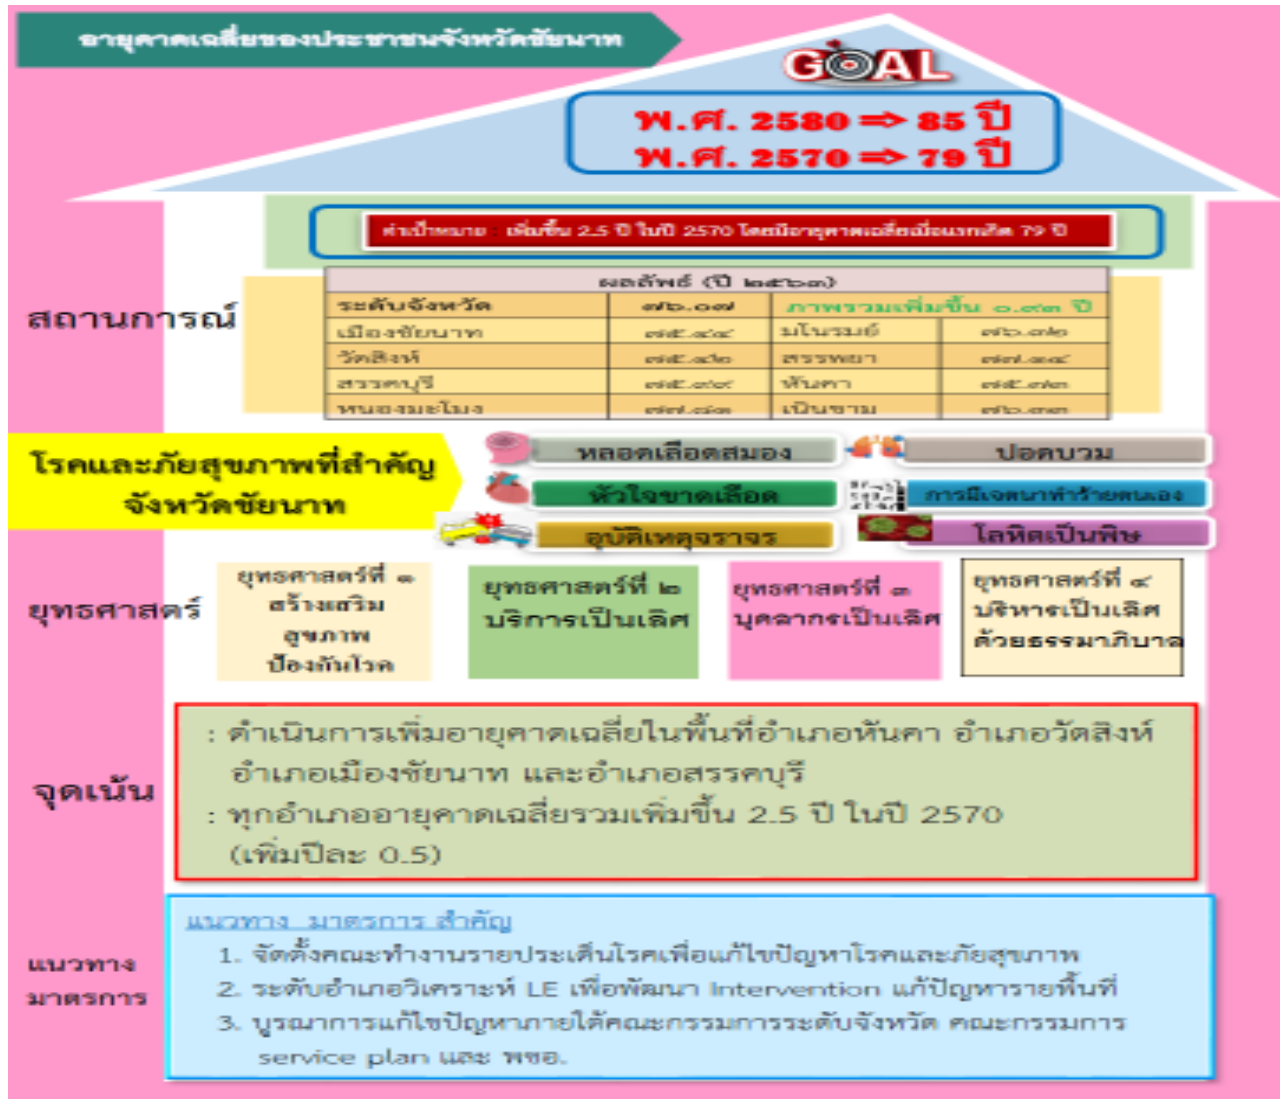 อายุคาดเฉลี่ยของประชาชนจังหวัดชัยนาท
GOAL
พ.ศ. 2580 ⇒ 85 ปี
พ.ศ. 2570 ⇒ 79 ปี
ค่าเป้าหมาย : เพิ่มขึ้น 2.5 ปี ในปี 2570 โดยมีอายุคาดเฉลี่ยเมื่อแรกเกิด 79 ปี
สถานการณ์
ผลลัพธ์ (ปี ๒๕๖๓)
ระดับจังหวัด ๗๖.๐๗ ภาพรวมเพิ่มขึ้น ๐.๙๓ ปี
เมืองชัยนาท มโนรมย์
วัดสิงห์ สรรพยา
สรรคบุรี หันคา
หนองมะโมง เนินขาม
โรคและภัยสุขภาพที่สำคัญ
จังหวัดชัยนาท
หลอดเลือดสมอง ปอดบวม
หัวใจขาดเลือด การมีเจตนาทำร้ายตนเอง
อุบัติเหตุจราจร โลหิตเป็นพิษ
ยุทธศาสตร์
ยุทธศาสตร์ที่ ๑
สร้างเสริม
สุขภาพ
ป้องกันโรค
ยุทธศาสตร์ที่ ๒
บริการเป็นเลิศ
ยุทธศาสตร์ที่ ๓
บุคลากรเป็นเลิศ
ยุทธศาสตร์ที่ ๔
บริหารเป็นเลิศ
ด้วยธรรมาภิบาล
จุดเน้น
: ดำเนินการเพิ่มอายุคาดเฉลี่ยในพื้นที่อำเภอหันคา อำเภอวัดสิงห์
อำเภอเมืองชัยนาท และอำเภอสรรคบุรี
: ทุกอำเภออายุคาดเฉลี่ยรวมเพิ่มขึ้น 2.5 ปี ในปี 2570
(เพิ่มปีละ 0.5)
แนวทาง
มาตรการ
แนวทาง มาตรการ สำคัญ
1. จัดตั้งคณะทำงานรายประเด็นโรคเพื่อแก้ไขปัญหาโรคและภัยสุขภาพ
2. ระดับอำเภอวิเคราะห์ LE เพื่อพัฒนา Intervention แก้ปัญหารายพื้นที่
3. บูรณาการแก้ไขปัญหาภายใต้คณะกรรมการระดับจังหวัด คณะกรรมการ
service plan และ พชอ.